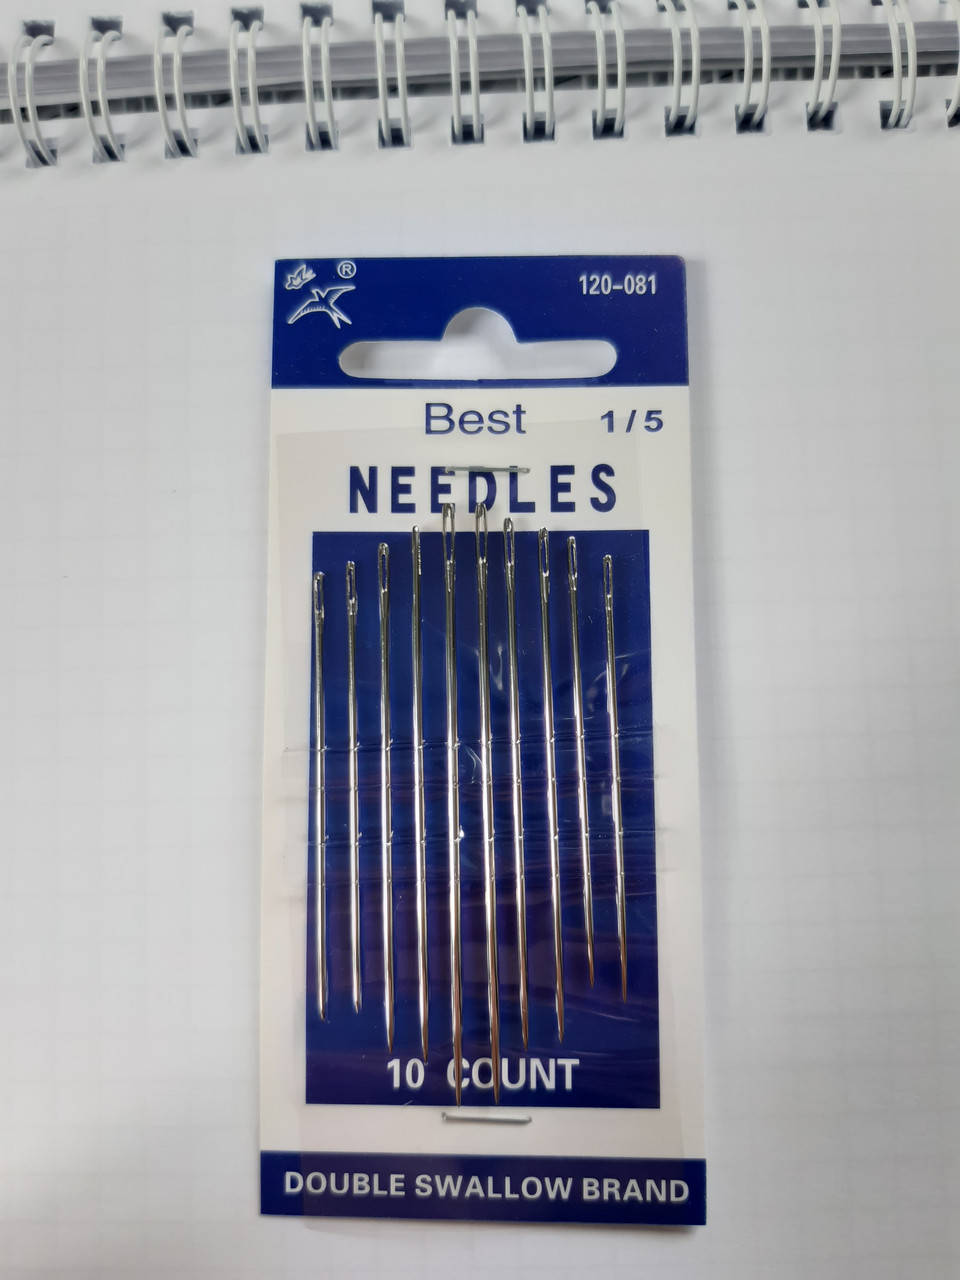 ®
120-081
Best 1/5
NEEDLES
10 COUNT
DOUBLE SWALLOW BRAND